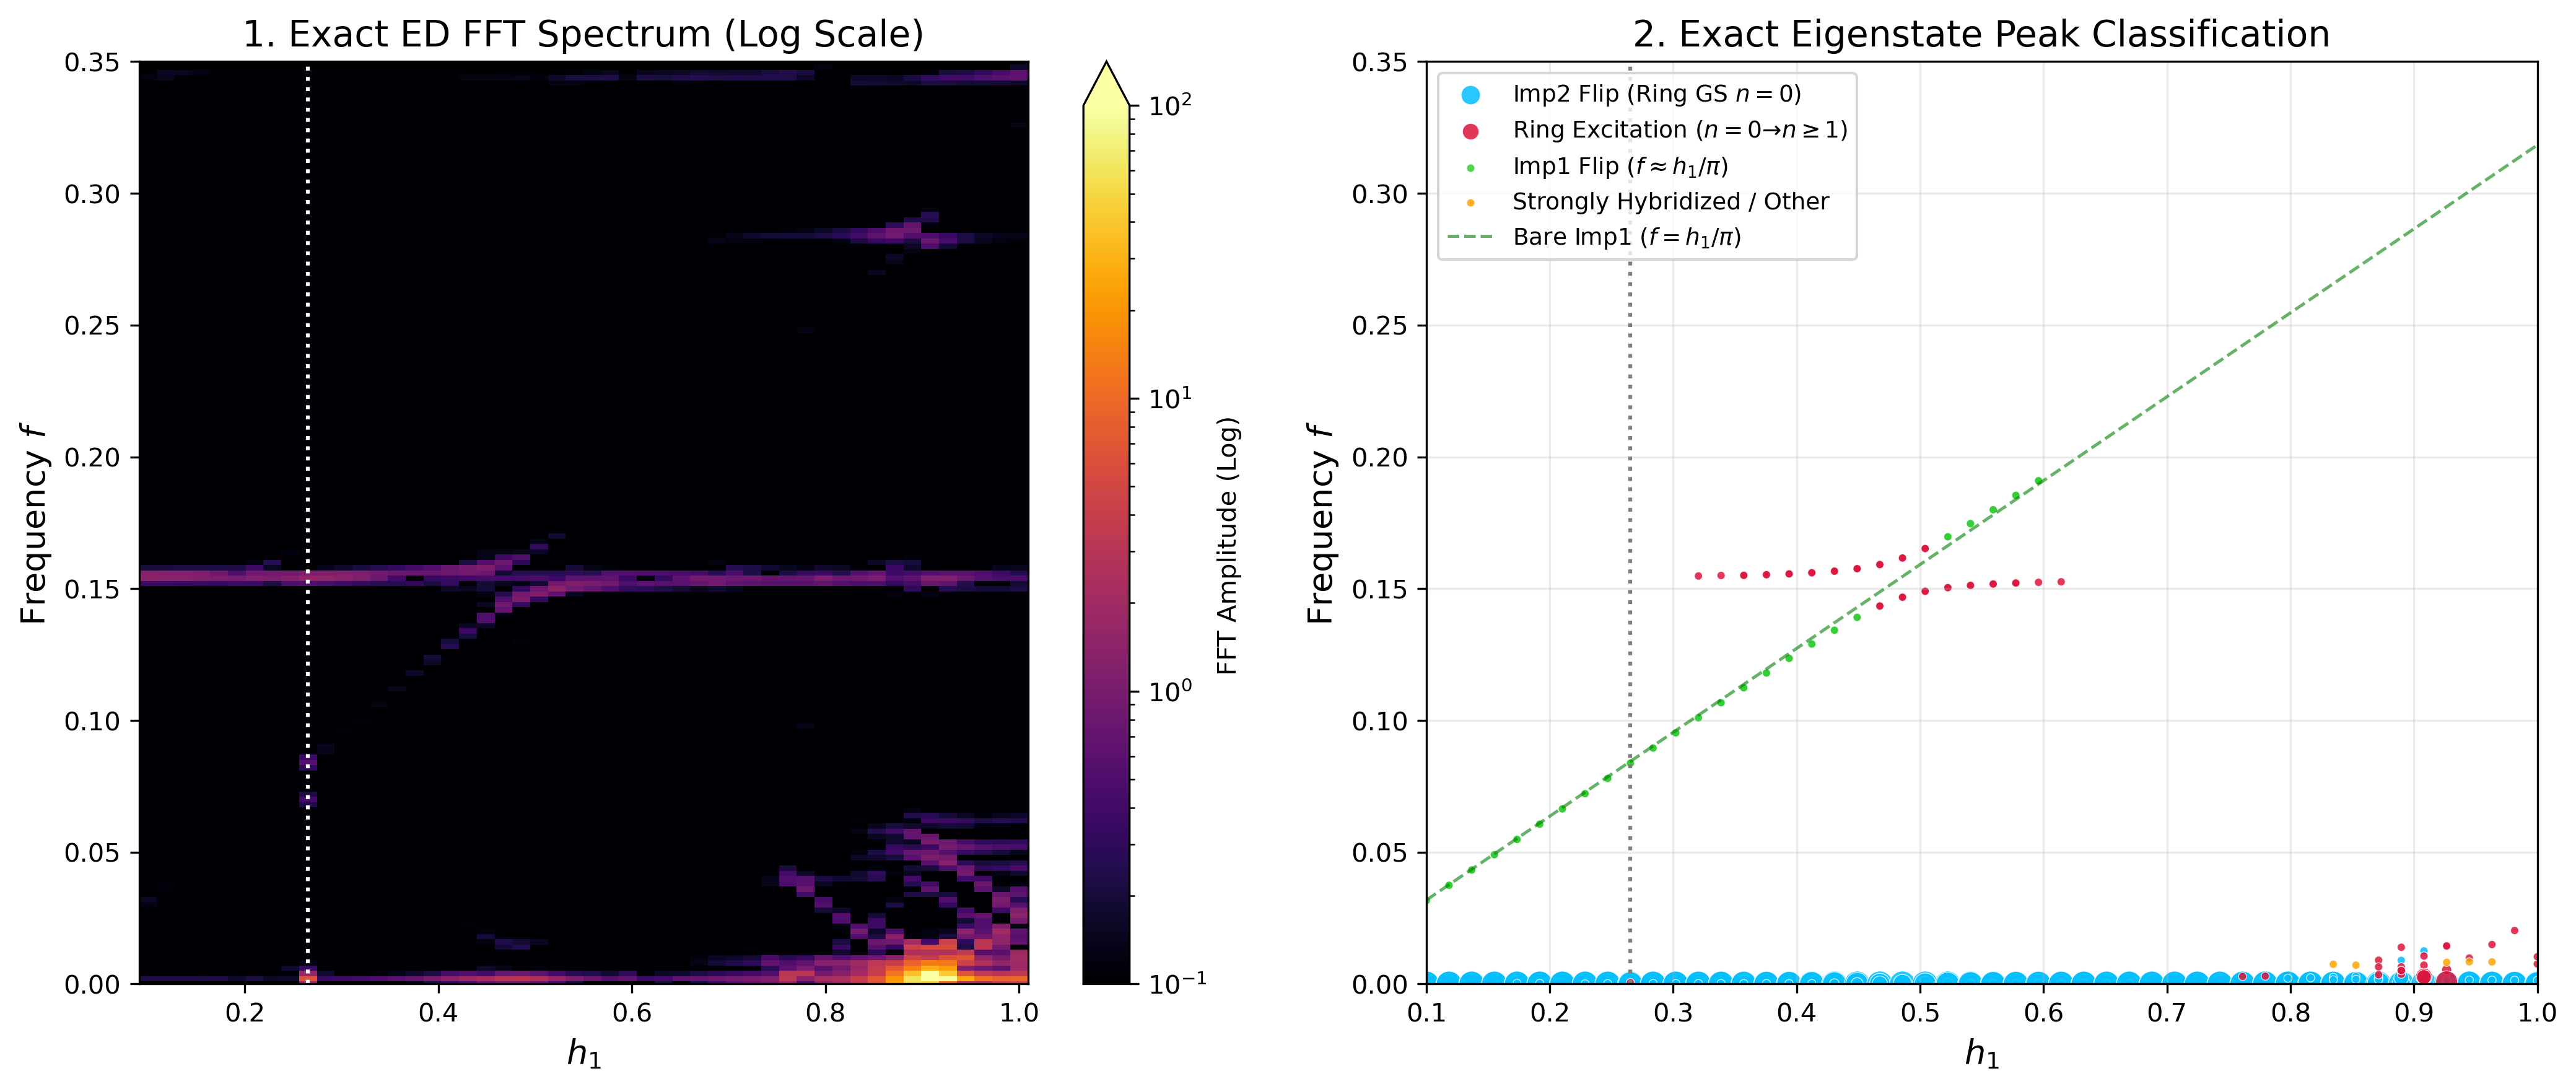 1. Exact ED FFT Spectrum (Log Scale)
0.35
0.30
0.25
0.20
0.15
0.10
0.05
0.00
Frequency f
0.2
0.4
0.6
0.8
1.0
h₁
10²
10¹
10⁰
10⁻¹
FFT Amplitude (Log)
2. Exact Eigenstate Peak Classification
0.35
0.30
0.25
0.20
0.15
0.10
0.05
0.00
Frequency f
Imp2 Flip (Ring GS n = 0)
Ring Excitation (n = 0→n ≥ 1)
Imp1 Flip (f ≈ h₁/π)
Strongly Hybridized / Other
Bare Imp1 (f = h₁/π)
0.1
0.2
0.3
0.4
0.5
0.6
0.7
0.8
0.9
1.0
h₁